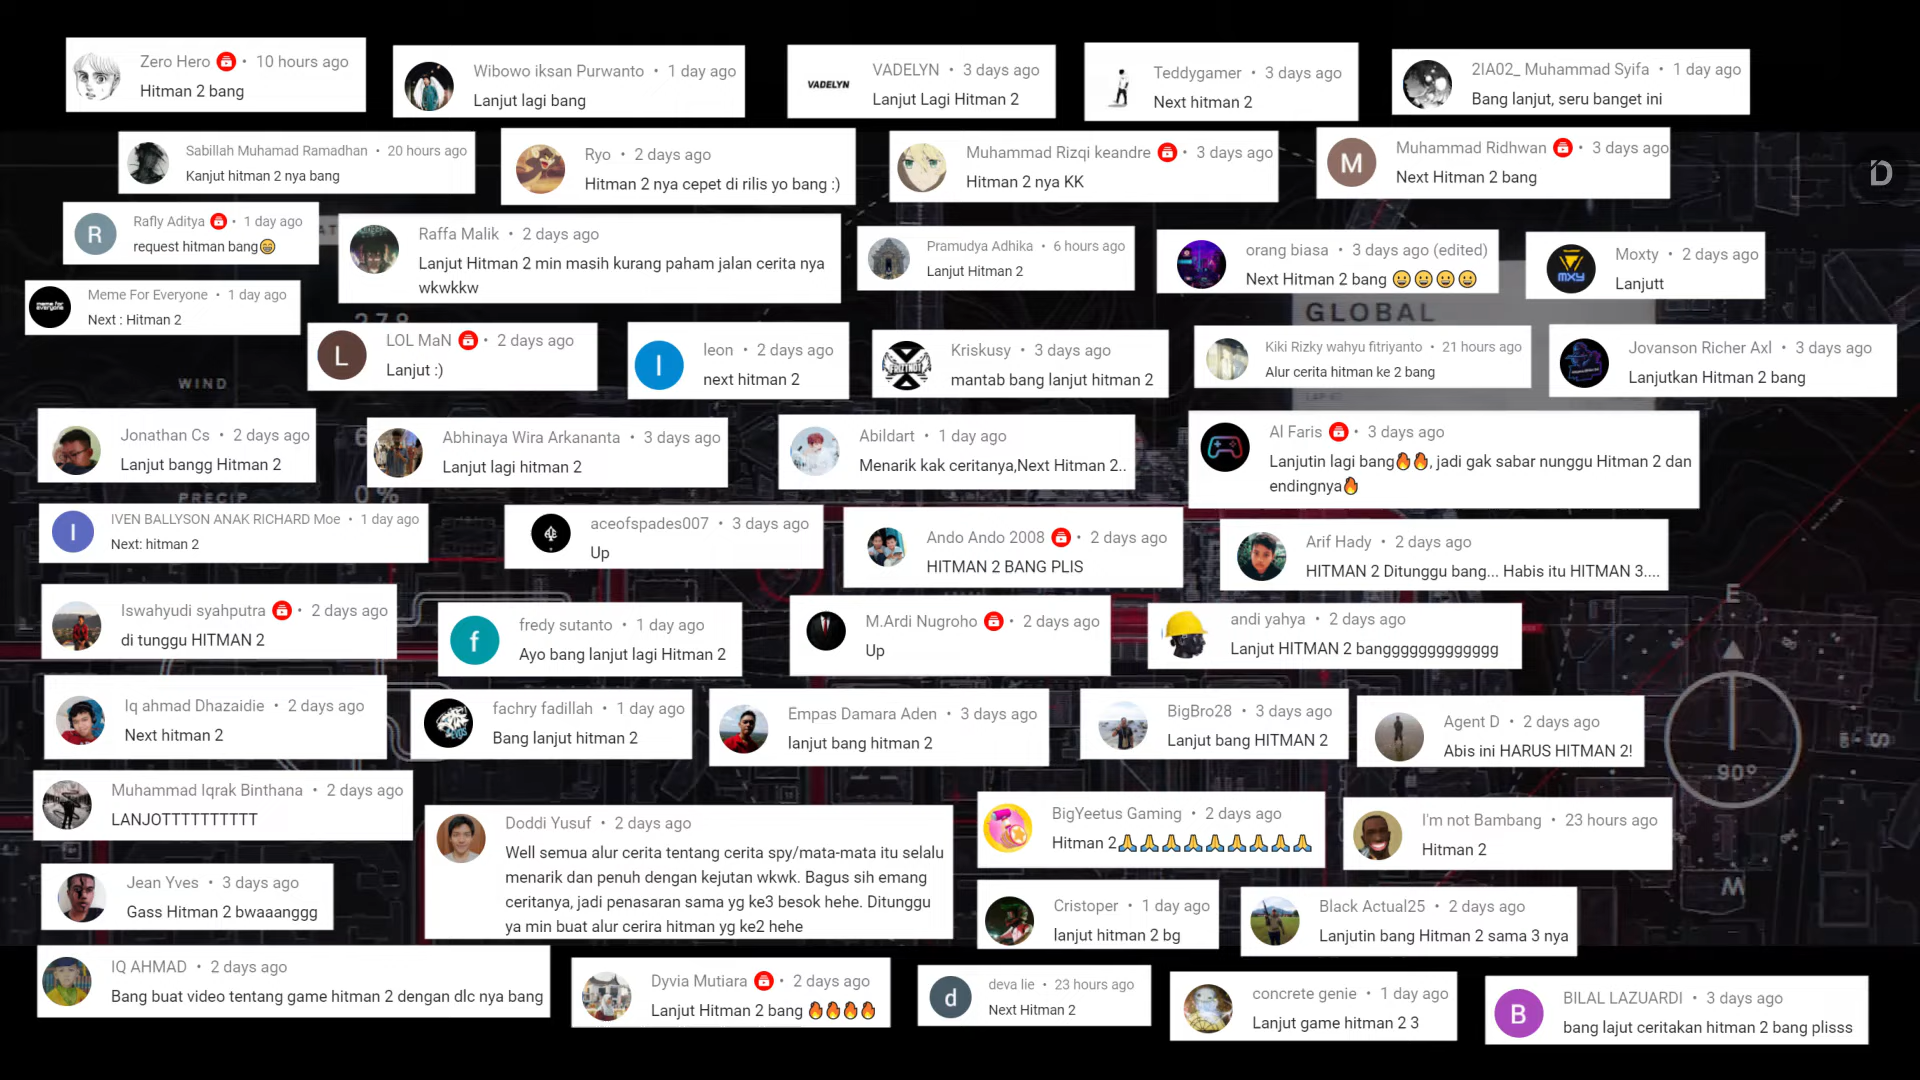 Zero Hero • 10 hours ago
Hitman 2 bang
Wibowo iksan Purwanto • 1 day ago
Lanjut lagi bang
VADELYN
VADELYN • 3 days ago
Lanjut Lagi Hitman 2
Teddygamer • 3 days ago
Next hitman 2
2IA02_ Muhammad Syifa • 1 day ago
Bang lanjut, seru banget ini
Sabillah Muhamad Ramadhan • 20 hours ago
Kanjut hitman 2 nya bang
Ryo • 2 days ago
Hitman 2 nya cepet di rilis yo bang :)
Muhammad Rizqi keandre • 3 days ago
Hitman 2 nya KK
M
Muhammad Ridhwan • 3 days ago
Next Hitman 2 bang
R
Rafly Aditya • 1 day ago
request hitman bang😁
Raffa Malik • 2 days ago
Lanjut Hitman 2 min masih kurang paham jalan cerita nya
wkwkkw
Pramudya Adhika • 6 hours ago
Lanjut Hitman 2
orang biasa • 3 days ago (edited)
Next Hitman 2 bang 😀😀😀😀
MXY
Moxty • 2 days ago
Lanjutt
meme for everyone
Meme For Everyone • 1 day ago
Next : Hitman 2
GLOBAL
L
LOL MaN • 2 days ago
Lanjut :)
I
leon • 2 days ago
next hitman 2
Kriskusy • 3 days ago
mantab bang lanjut hitman 2
Kiki Rizky wahyu fitriyanto • 21 hours ago
Alur cerita hitman ke 2 bang
Jovanson Richer Axl • 3 days ago
Lanjutkan Hitman 2 bang
WIND
Jonathan Cs • 2 days ago
Lanjut bangg Hitman 2
Abhinaya Wira Arkananta • 3 days ago
Lanjut lagi hitman 2
Abildart • 1 day ago
Menarik kak ceritanya,Next Hitman 2..
Al Faris • 3 days ago
Lanjutin lagi bang🔥🔥, jadi gak sabar nunggu Hitman 2 dan
endingnya🔥
PRECIP
0%
I
IVEN BALLYSON ANAK RICHARD Moe • 1 day ago
Next: hitman 2
aceofspades007 • 3 days ago
Up
Ando Ando 2008 • 2 days ago
HITMAN 2 BANG PLIS
Arif Hady • 2 days ago
HITMAN 2 Ditunggu bang... Habis itu HITMAN 3....
Iswahyudi syahputra • 2 days ago
di tunggu HITMAN 2
f
fredy sutanto • 1 day ago
Ayo bang lanjut lagi Hitman 2
M.Ardi Nugroho • 2 days ago
Up
andi yahya • 2 days ago
Lanjut HITMAN 2 banggggggggggggg
E
Iq ahmad Dhazaidie • 2 days ago
Next hitman 2
fachry fadillah • 1 day ago
Bang lanjut hitman 2
Empas Damara Aden • 3 days ago
lanjut bang hitman 2
BigBro28 • 3 days ago
Lanjut bang HITMAN 2
Agent D • 2 days ago
Abis ini HARUS HITMAN 2!
S
90°
Muhammad Iqrak Binthana • 2 days ago
LANJOTTTTTTTTTT
Doddi Yusuf • 2 days ago
Well semua alur cerita tentang cerita spy/mata-mata itu selalu
menarik dan penuh dengan kejutan wkwk. Bagus sih emang
ceritanya, jadi penasaran sama yg ke3 besok hehe. Ditunggu
ya min buat alur cerira hitman yg ke2 hehe
BigYeetus Gaming • 2 days ago
Hitman 2🙏🙏🙏🙏🙏🙏🙏🙏🙏
I'm not Bambang • 23 hours ago
Hitman 2
Jean Yves • 3 days ago
Gass Hitman 2 bwaaanggg
Cristoper • 1 day ago
lanjut hitman 2 bg
Black Actual25 • 2 days ago
Lanjutin bang Hitman 2 sama 3 nya
W
IQ AHMAD • 2 days ago
Bang buat video tentang game hitman 2 dengan dlc nya bang
Dyvia Mutiara • 2 days ago
Lanjut Hitman 2 bang 🔥🔥🔥🔥
d
deva lie • 23 hours ago
Next Hitman 2
concrete genie • 1 day ago
Lanjut game hitman 2 3
B
BILAL LAZUARDI • 3 days ago
bang lajut ceritakan hitman 2 bang plisss